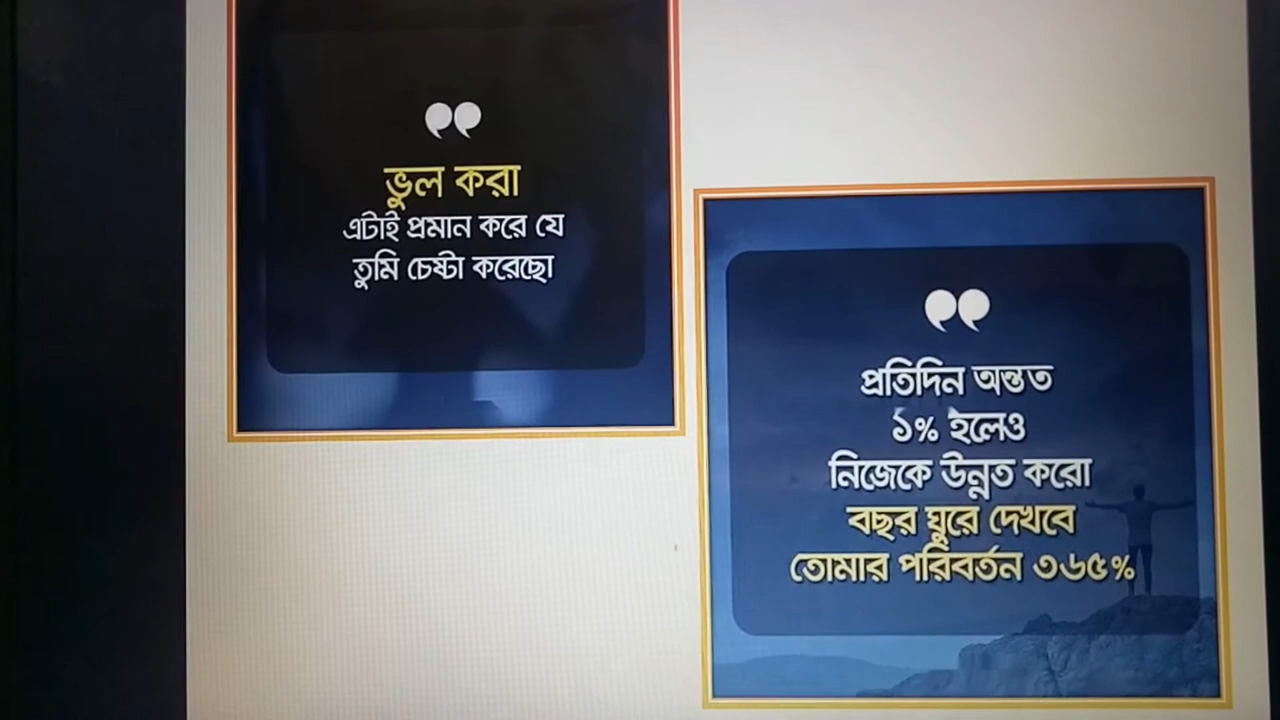 ভুল করা
এটাই প্রমান করে যে
তুমি চেষ্টা করেছো
প্রতিদিন অন্তত
১% হলেও
নিজেকে উন্নত করো
বছর ঘুরে দেখবে
তোমার পরিবর্তন ৩৬৫%